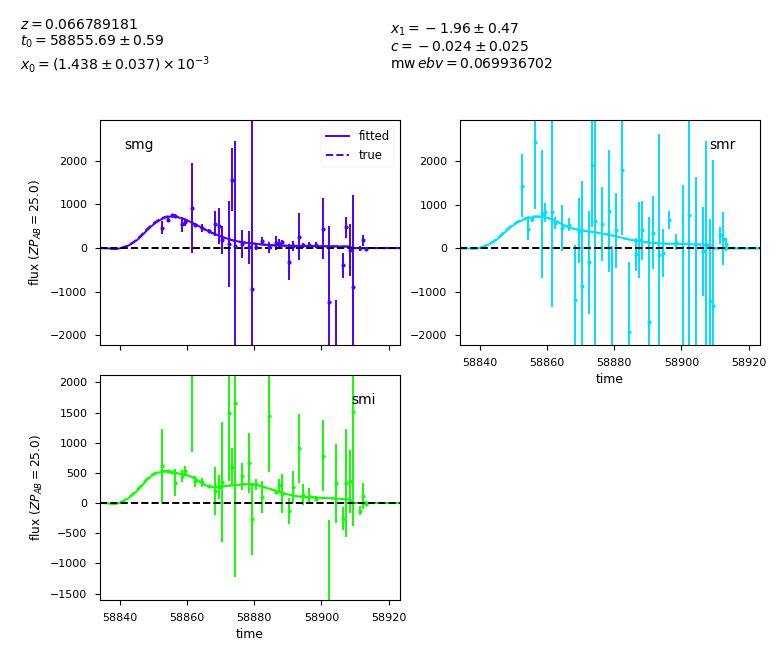 z = 0.066789181
t₀ = 58855.69 ± 0.59
x₀ = (1.438 ± 0.037) × 10⁻³
x₁ = −1.96 ± 0.47
c = −0.024 ± 0.025
mwebv = 0.069936702
smg
fitted
true
flux (ZP_AB = 25.0)
2000
1000
0
−1000
−2000
smr
2000
1000
0
−1000
−2000
58840 58860 58880 58900 58920
time
smi
flux (ZP_AB = 25.0)
2000
1500
1000
500
0
−500
−1000
−1500
58840 58860 58880 58900 58920
time